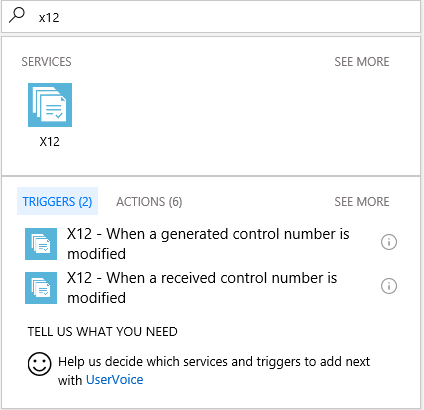 x12
SERVICES SEE MORE
X12
TRIGGERS (2) ACTIONS (6) SEE MORE
X12 - When a generated control number is
modified
X12 - When a received control number is
modified
TELL US WHAT YOU NEED
Help us decide which services and triggers to add next
with UserVoice